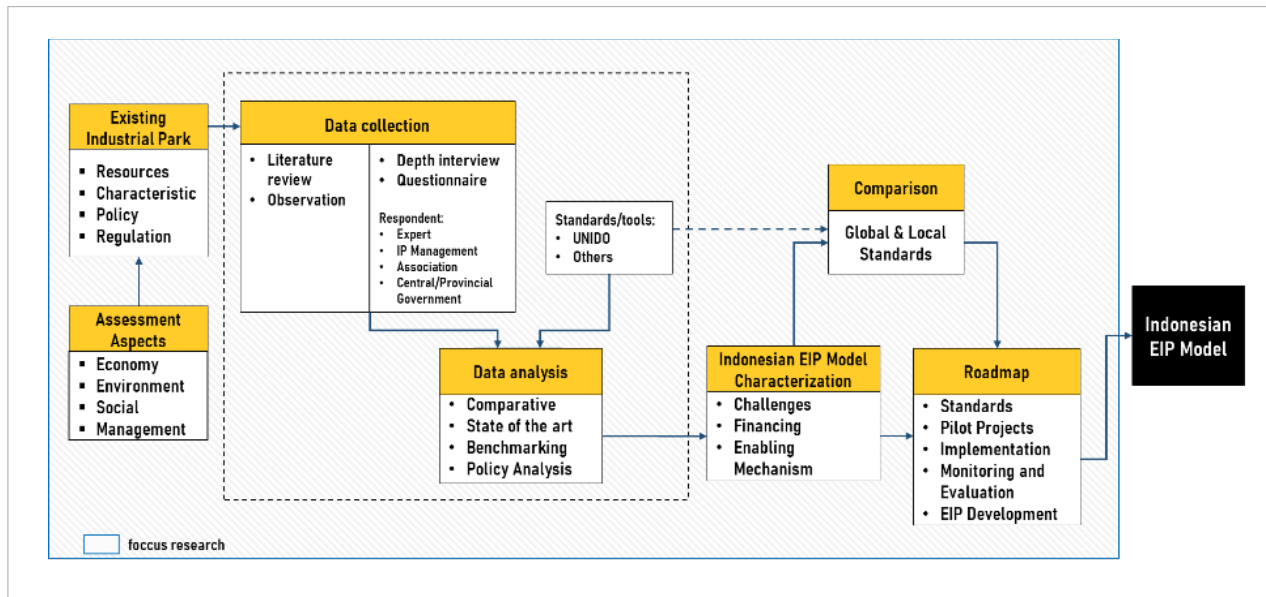 Existing
Industrial Park
▪ Resources
▪ Characteristic
▪ Policy
▪ Regulation
Assessment
Aspects
▪ Economy
▪ Environment
▪ Social
▪ Management
Data collection
• Literature
review
• Observation
• Depth interview
• Questionnaire
Respondent:
• Expert
• IP Management
• Association
• Central/Provincial
Government
Standards/tools:
• UNIDO
• Others
Data analysis
• Comparative
• State of the art
• Benchmarking
• Policy Analysis
Comparison
Global & Local
Standards
Indonesian EIP Model
Characterization
• Challenges
• Financing
• Enabling
Mechanism
Roadmap
• Standards
• Pilot Projects
• Implementation
• Monitoring and
Evaluation
• EIP Development
Indonesian
EIP Model
foccus research